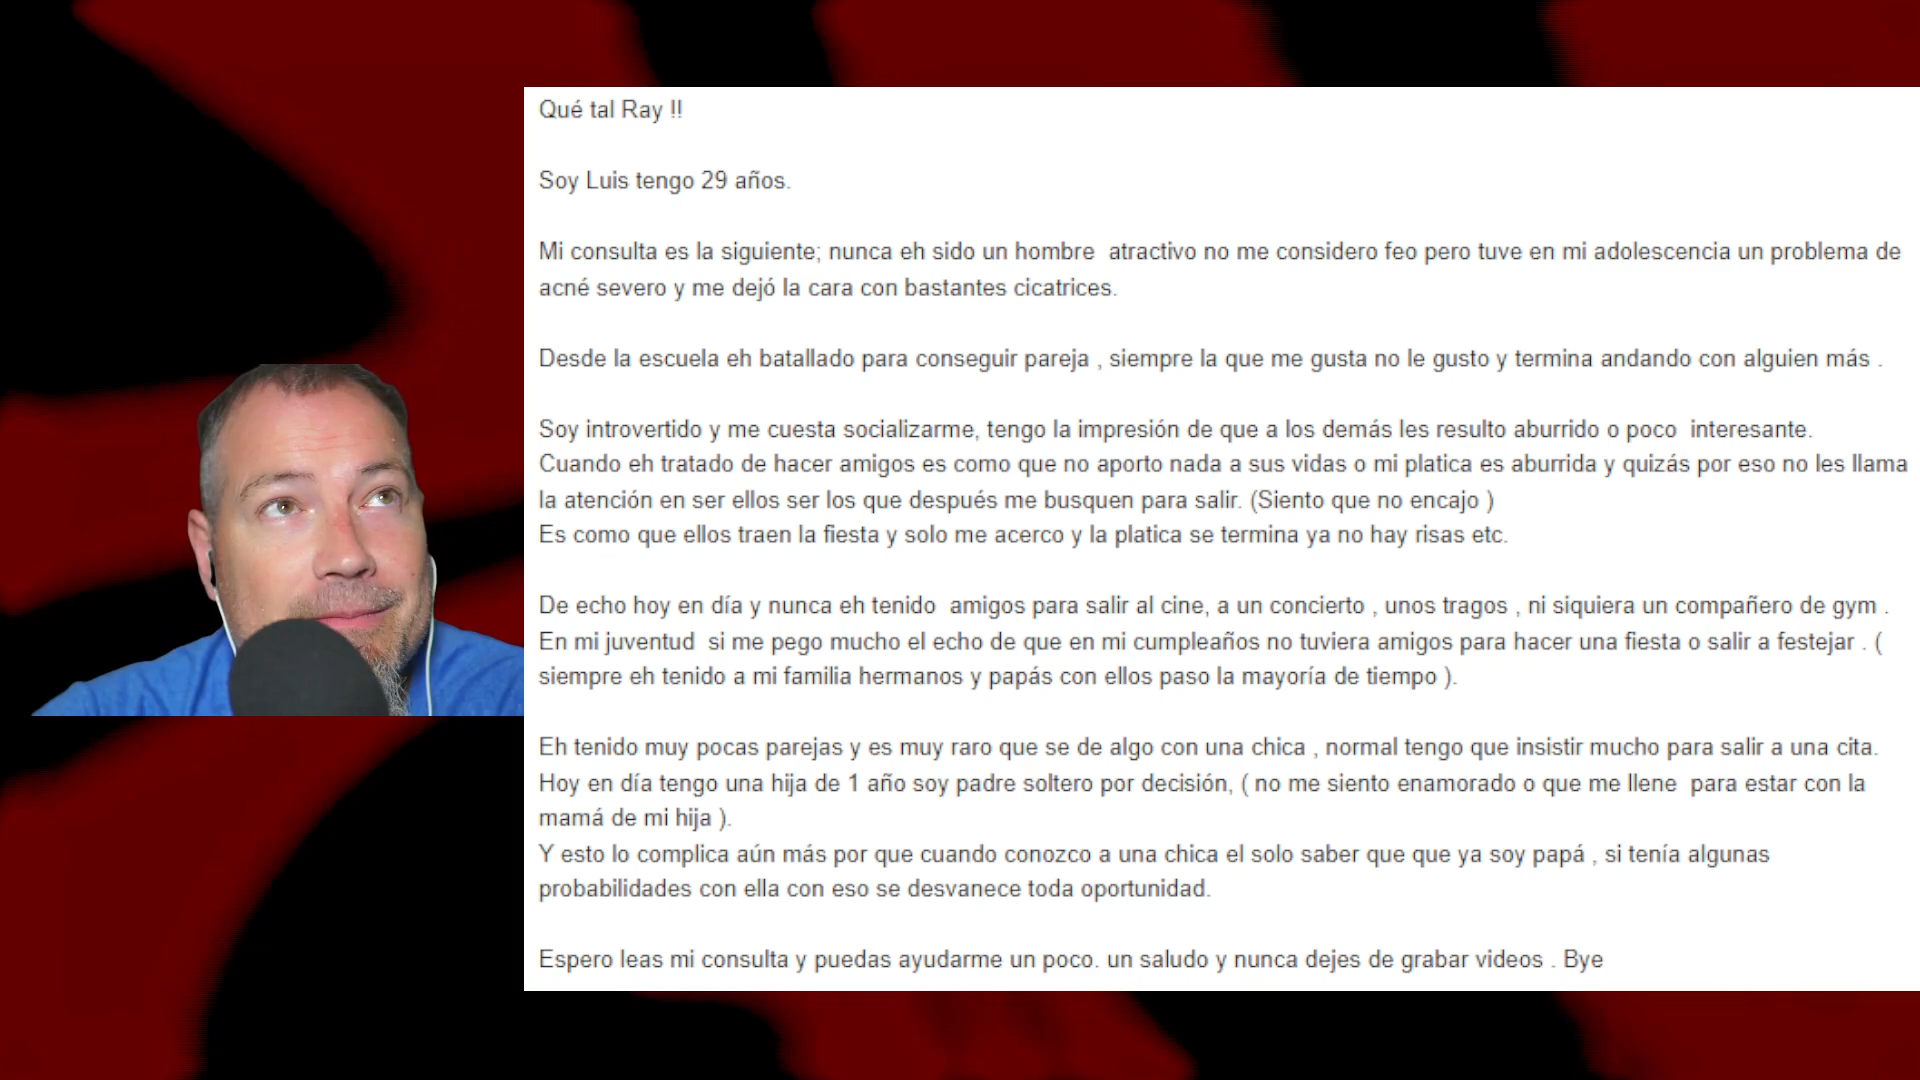 Qué tal Ray !!
Soy Luis tengo 29 años.
Mi consulta es la siguiente; nunca eh sido un hombre  atractivo no me considero feo pero tuve en mi adolescencia un problema de
acné severo y me dejó la cara con bastantes cicatrices.
Desde la escuela eh batallado para conseguir pareja , siempre la que me gusta no le gusto y termina andando con alguien más .
Soy introvertido y me cuesta socializarme, tengo la impresión de que a los demás les resulto aburrido o poco  interesante.
Cuando eh tratado de hacer amigos es como que no aporto nada a sus vidas o mi platica es aburrida y quizás por eso no les llama
la atención en ser ellos ser los que después me busquen para salir. (Siento que no encajo )
Es como que ellos traen la fiesta y solo me acerco y la platica se termina ya no hay risas etc.
De echo hoy en día y nunca eh tenido  amigos para salir al cine, a un concierto , unos tragos , ni siquiera un compañero de gym .
En mi juventud  si me pego mucho el echo de que en mi cumpleaños no tuviera amigos para hacer una fiesta o salir a festejar . (
siempre eh tenido a mi familia hermanos y papás con ellos paso la mayoría de tiempo ).
Eh tenido muy pocas parejas y es muy raro que se de algo con una chica , normal tengo que insistir mucho para salir a una cita.
Hoy en día tengo una hija de 1 año soy padre soltero por decisión, ( no me siento enamorado o que me llene  para estar con la
mamá de mi hija ).
Y esto lo complica aún más por que cuando conozco a una chica el solo saber que que ya soy papá , si tenía algunas
probabilidades con ella con eso se desvanece toda oportunidad.
Espero leas mi consulta y puedas ayudarme un poco. un saludo y nunca dejes de grabar videos . Bye